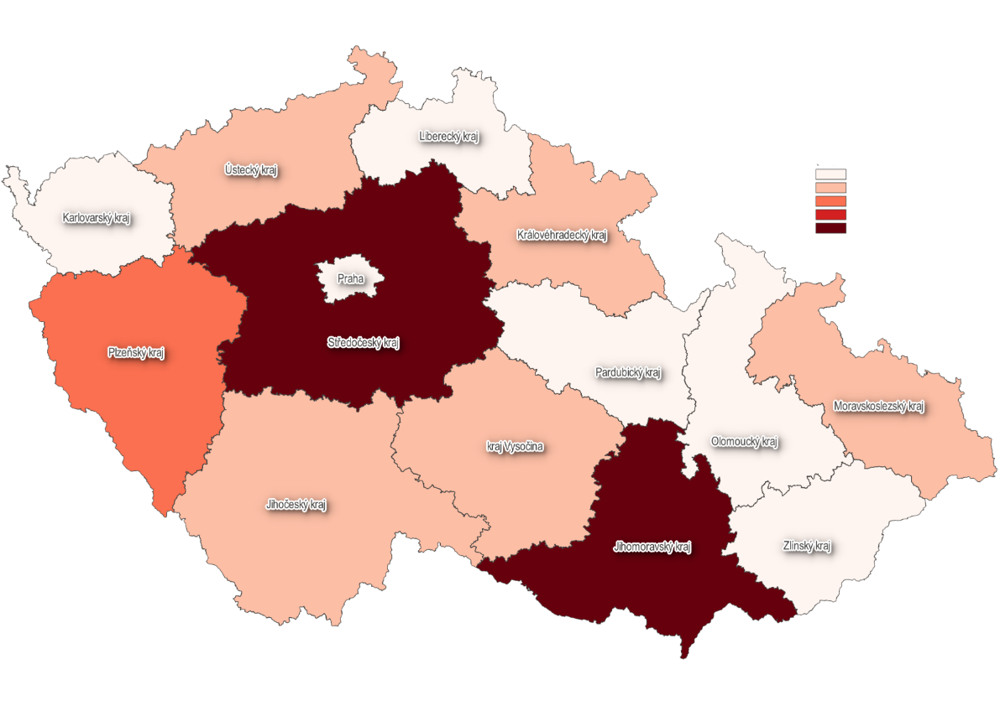 Liberecký kraj
Ústecký kraj
Karlovarský kraj
Královéhradecký kraj
Praha
Středočeský kraj
Plzeňský kraj
Pardubický kraj
Moravskoslezský kraj
Olomoucký kraj
kraj Vysočina
Jihočeský kraj
Jihomoravský kraj
Zlínský kraj